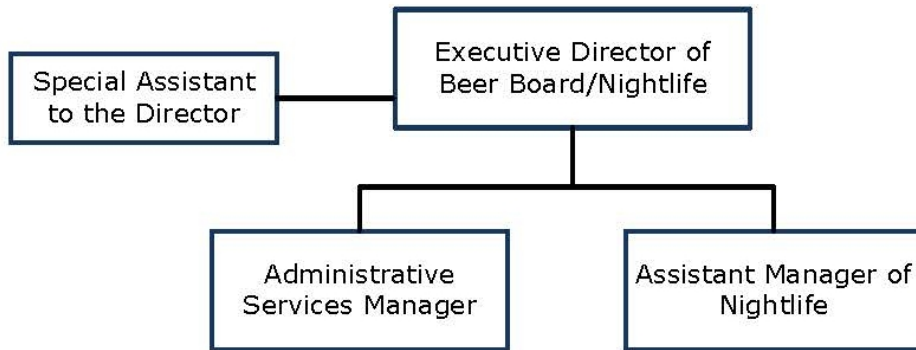 Executive Director of
Beer Board/Nightlife
Special Assistant
to the Director
Administrative
Services Manager
Assistant Manager of
Nightlife